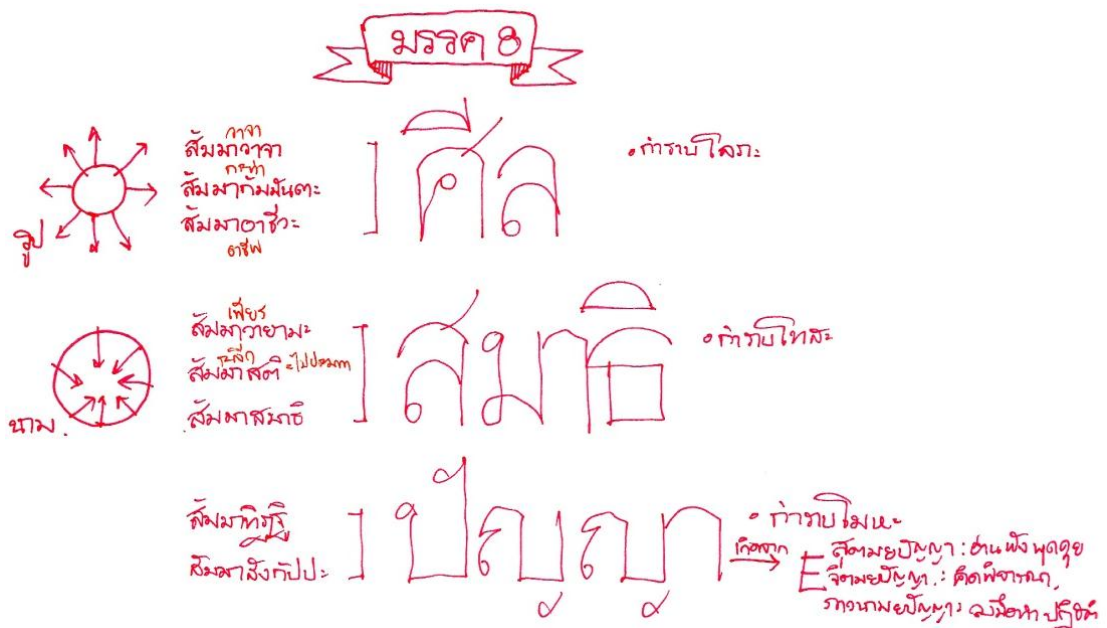 มรรค 8
วาจา
สัมมาวาจา
กระทำ
สัมมากัมมันตะ
สัมมาอาชีวะ
อาชีพ
รูป
ศีล
•กำราบโลภะ
เพียร
สัมมาวายามะ
ระลึก
สัมมาสติ =ไม่ประมาท
สัมมาสมาธิ
นาม.
สมาธิ
•กำราบโทสะ
สัมมาทิฏฐิ
สัมมาสังกัปปะ
ปัญญา
•กำราบโมหะ
เกิดจาก
สุตามยปัญญา : อ่าน ฟัง พูดคุย
จิตามยปัญญา : คิดพิจารณา
ภาวนามยปัญญา : ลงมือทำ ปฏิบัติ